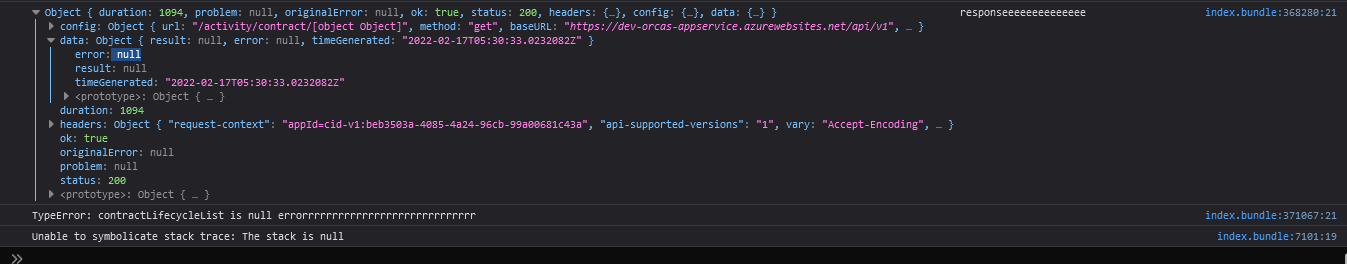 Object { duration: 1094, problem: null, originalError: null, ok: true, status: 200, headers: {…}, config: {…}, data: {…} } responseeeeeeeeeeeeee index.bundle:368280:21
config: Object { url: "/activity/contract/[object Object]", method: "get", baseURL: "https://dev-orcas-appservice.azurewebsites.net/api/v1", … }
data: Object { result: null, error: null, timeGenerated: "2022-02-17T05:30:33.0232082Z" }
error: null
result: null
timeGenerated: "2022-02-17T05:30:33.0232082Z"
<prototype>: Object { … }
duration: 1094
headers: Object { "request-context": "appId=cid-v1:beb3503a-4085-4a24-96cb-99a00681c43a", "api-supported-versions": "1", vary: "Accept-Encoding", … }
ok: true
originalError: null
problem: null
status: 200
<prototype>: Object { … }
TypeError: contractLifecycleList is null errorrrrrrrrrrrrrrrrrrrrrrrrrrrrr index.bundle:371067:21
Unable to symbolicate stack trace: The stack is null index.bundle:7101:19